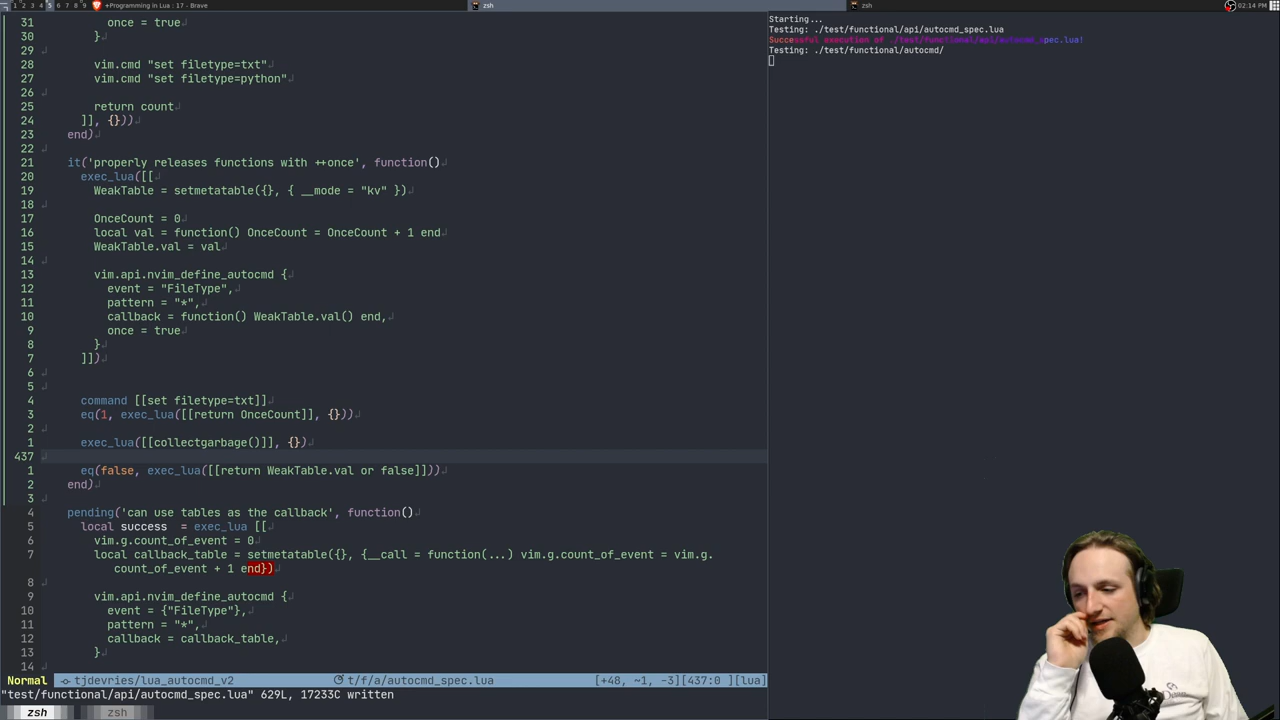 1 2 3 4 5 6 7 8 9 +Programming in Lua : 17 - Brave
zsh
zsh
02:14 PM
31 once = true
30 }
29
28 vim.cmd "set filetype=txt"
27 vim.cmd "set filetype=python"
26
25 return count
24 ]], {}))
23 end)
22
21 it('properly releases functions with ++once', function()
20 exec_lua([[
19 WeakTable = setmetatable({}, { __mode = "kv" })
18
17 OnceCount = 0
16 local val = function() OnceCount = OnceCount + 1 end
15 WeakTable.val = val
14
13 vim.api.nvim_define_autocmd {
12 event = "FileType",
11 pattern = "*",
10 callback = function() WeakTable.val() end,
9 once = true
8 }
7 ]])
6
5
4 command [[set filetype=txt]]
3 eq(1, exec_lua([[return OnceCount]], {}))
2
1 exec_lua([[collectgarbage()]], {})
437
1 eq(false, exec_lua([[return WeakTable.val or false]]))
2 end)
3
4 pending('can use tables as the callback', function()
5 local success  = exec_lua [[
6 vim.g.count_of_event = 0
7 local callback_table = setmetatable({}, {__call = function(...) vim.g.count_of_event = vim.g.
count_of_event + 1 end})
8
9 vim.api.nvim_define_autocmd {
10 event = {"FileType"},
11 pattern = "*",
12 callback = callback_table,
13 }
14
Normal tjdevries/lua_autocmd_v2 t/f/a/autocmd_spec.lua [+48, ~1, -3][437:0 ][lua]
"test/functional/api/autocmd_spec.lua" 629L, 17233C written
zsh zsh
Starting...
Testing: ./test/functional/api/autocmd_spec.lua
Successful execution of ./test/functional/api/autocmd_spec.lua!
Testing: ./test/functional/autocmd/